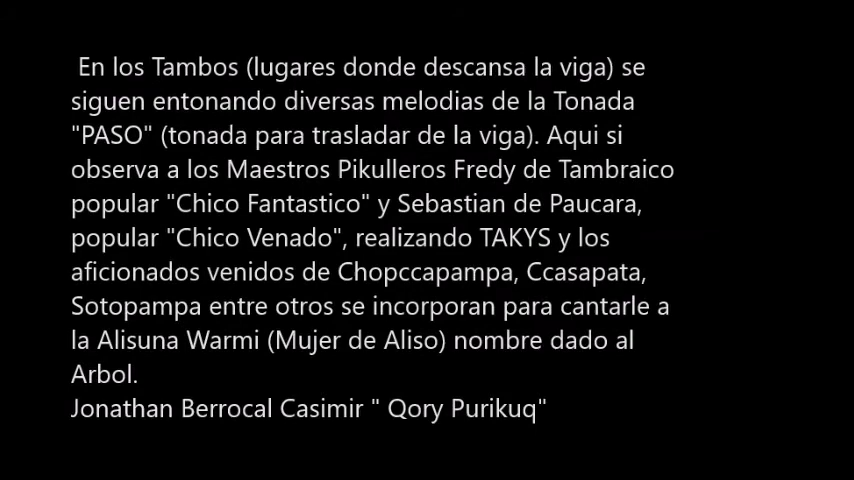 En los Tambos (lugares donde descansa la viga) se
siguen entonando diversas melodias de la Tonada
"PASO" (tonada para trasladar de la viga). Aqui si
observa a los Maestros Pikulleros Fredy de Tambraico
popular "Chico Fantastico" y Sebastian de Paucara,
popular "Chico Venado", realizando TAKYS y los
aficionados venidos de Chopccapampa, Ccasapata,
Sotopampa entre otros se incorporan para cantarle a
la Alisuna Warmi (Mujer de Aliso) nombre dado al
Arbol.
Jonathan Berrocal Casimir " Qory Purikuq"